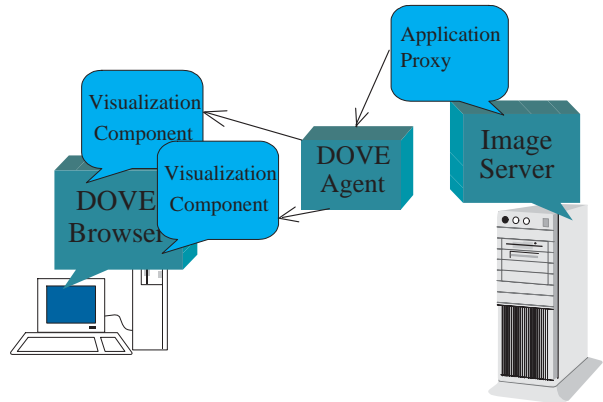 Application
Proxy
Visualization
Component
Visualization
Component
DOVE
Browser
DOVE
Agent
Image
Server